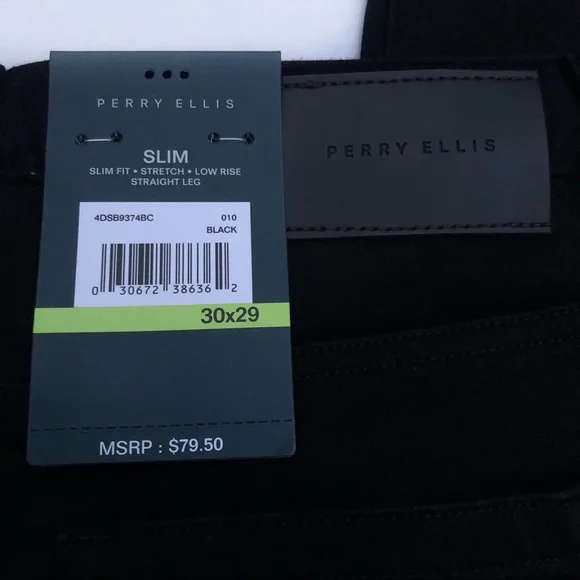 PERRY ELLIS
SLIM
SLIM FIT • STRETCH • LOW RISE
STRAIGHT LEG
4DSB9374BC 010
BLACK
0 30672 38636 2
30x29
MSRP : $79.50
PERRY ELLIS